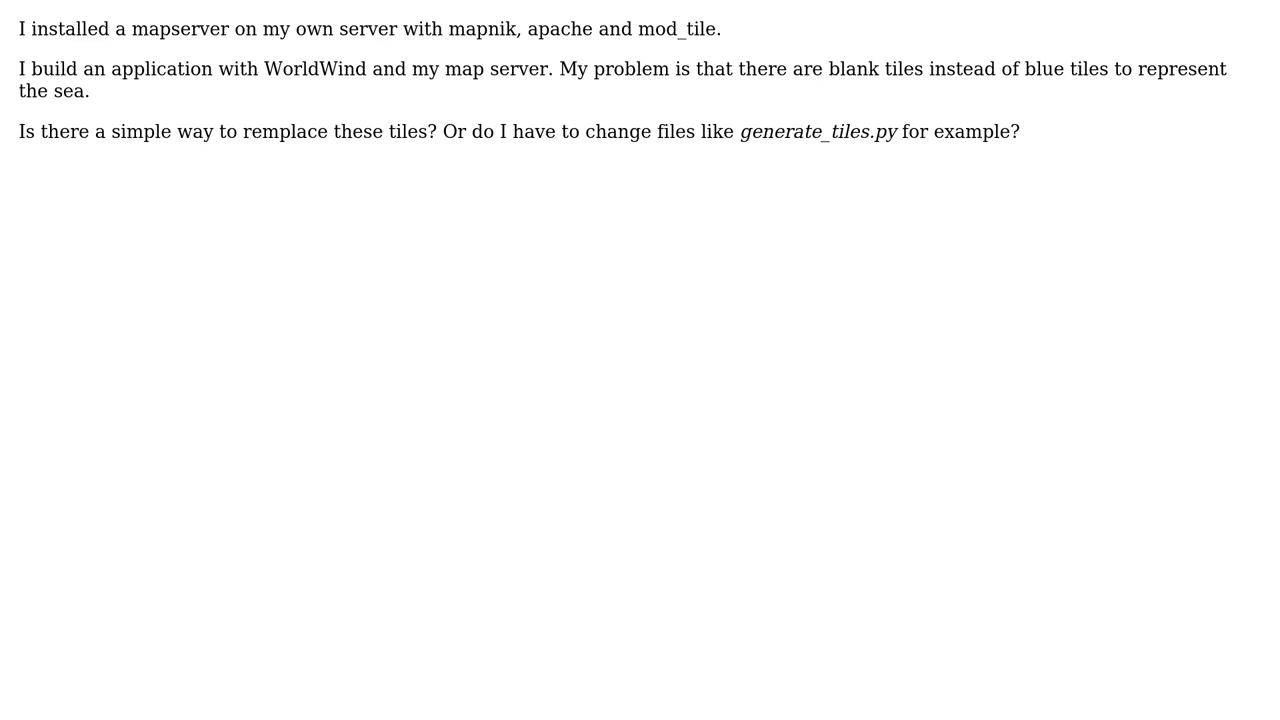 I installed a mapserver on my own server with mapnik, apache and mod_tile.
I build an application with WorldWind and my map server. My problem is that there are blank tiles instead of blue tiles to represent
the sea.
Is there a simple way to remplace these tiles? Or do I have to change files like generate_tiles.py for example?